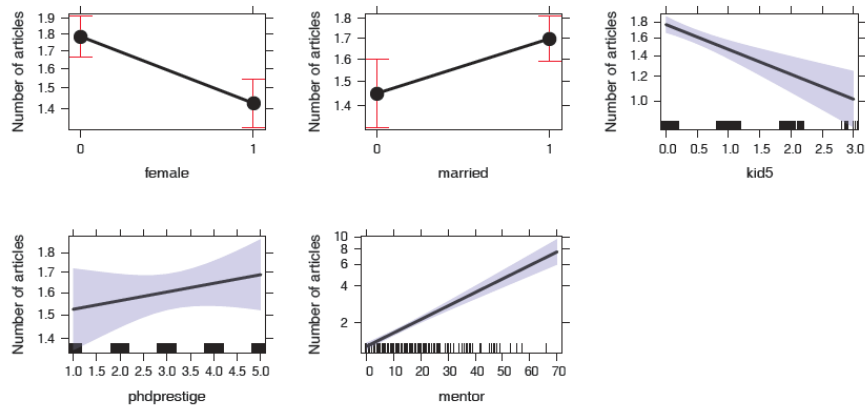 Number of articles
1.9
1.8
1.7
1.6
1.5
1.4
0 1
female
Number of articles
1.8
1.7
1.6
1.5
1.4
0 1
married
Number of articles
1.8
1.6
1.4
1.2
1.0
0.0 0.5 1.0 1.5 2.0 2.5 3.0
kid5
Number of articles
1.8
1.7
1.6
1.5
1.4
1.0 1.5 2.0 2.5 3.0 3.5 4.0 4.5 5.0
phdprestige
Number of articles
10
8
6
4
2
0 10 20 30 40 50 60 70
mentor